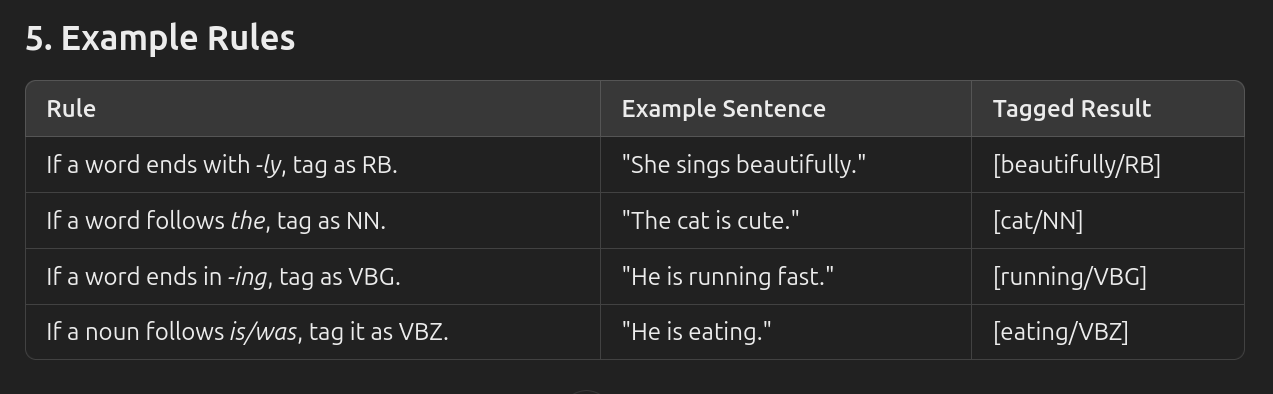 5. Example Rules
Rule Example Sentence Tagged Result
If a word ends with -ly, tag as RB. "She sings beautifully." [beautifully/RB]
If a word follows the, tag as NN. "The cat is cute." [cat/NN]
If a word ends in -ing, tag as VBG. "He is running fast." [running/VBG]
If a noun follows is/was, tag it as VBZ. "He is eating." [eating/VBZ]